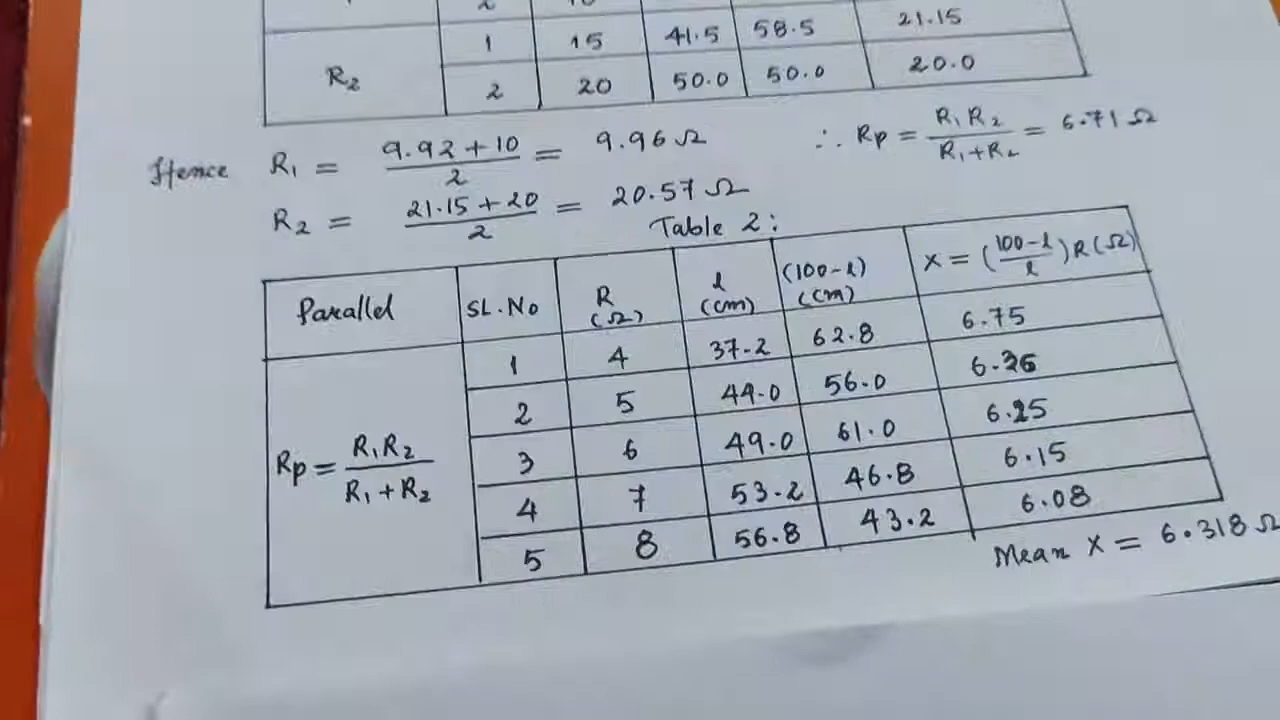 1 15 41.5 58.5 21.15
R2 2 20 50.0 50.0 20.0
Hence R1 = (9.92 + 10)/2 = 9.96 Ω ∴ Rp = R1 R2/(R1 + R2) = 6.71 Ω
R2 = (21.15 + 20)/2 = 20.57 Ω
Table 2:
Parallel SL.No R (Ω) l (cm) (100-l) (cm) X = ((100-l)/l) R (Ω)
1 4 37.2 62.8 6.75
2 5 44.0 56.0 6.36
Rp = R1 R2/(R1 + R2) 3 6 49.0 61.0 6.25
4 7 53.2 46.8 6.15
5 8 56.8 43.2 6.08
Mean X = 6.318 Ω